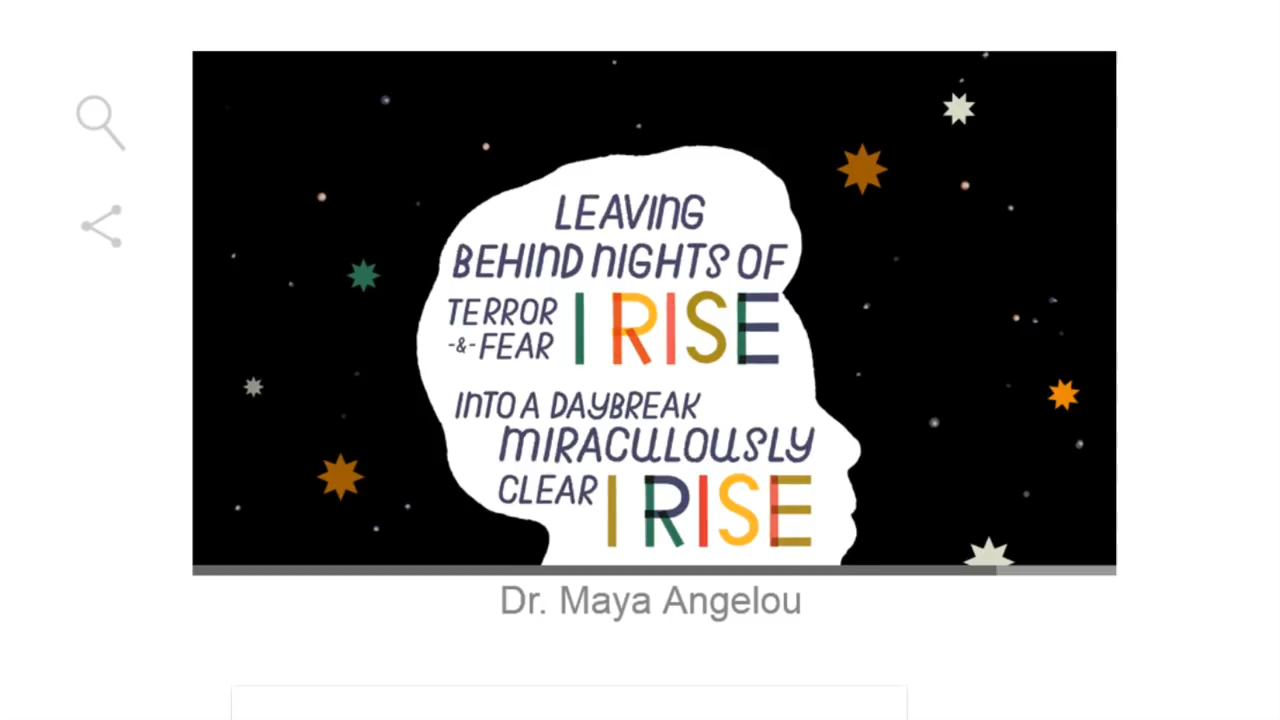 LEAVING
BEHIND NIGHTS OF
TERROR
-&-FEAR
I RISE
INTO A DAYBREAK
MIRACULOUSLY
CLEAR I RISE
Dr. Maya Angelou